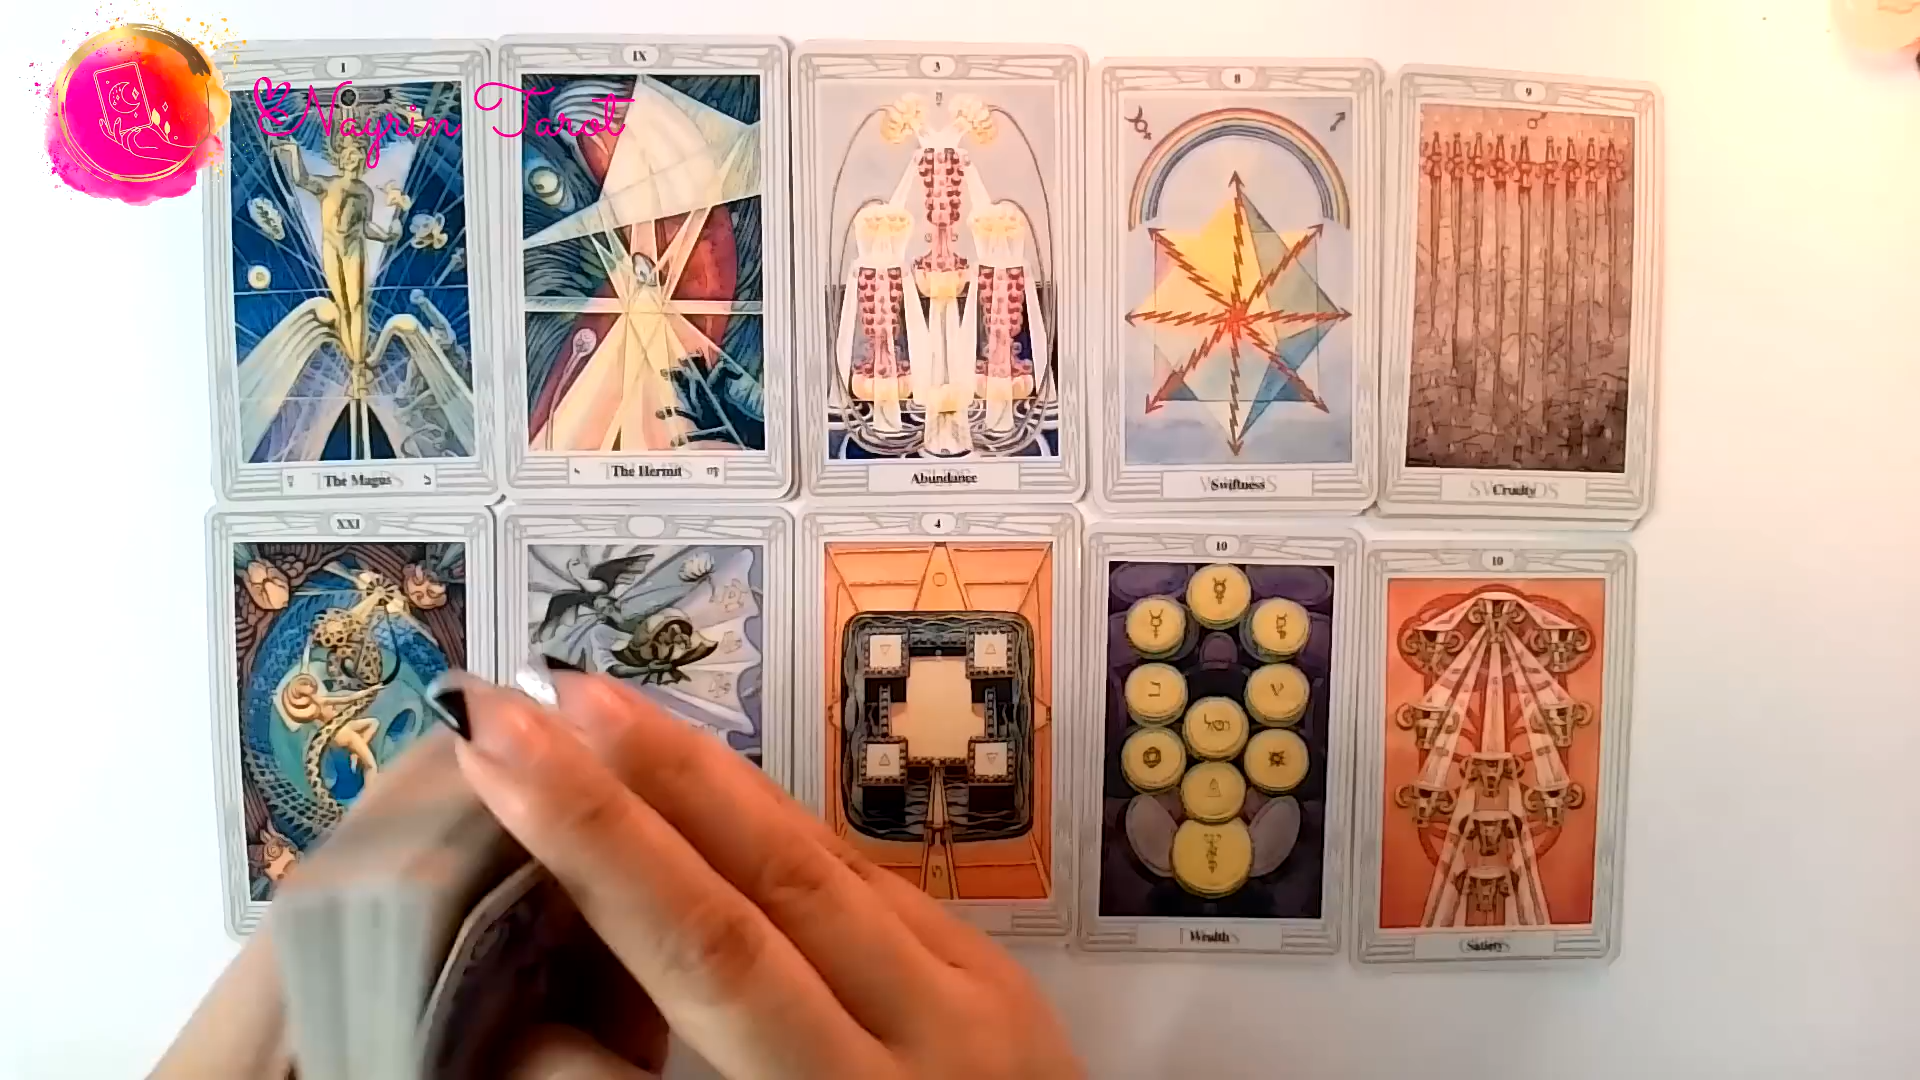 Nayrin Tarot
I
The Magus
IX
The Hermit
3
Abundance
8
Swiftness
9
Cruelty
XXI
4
10
Wealth
10
Satiety